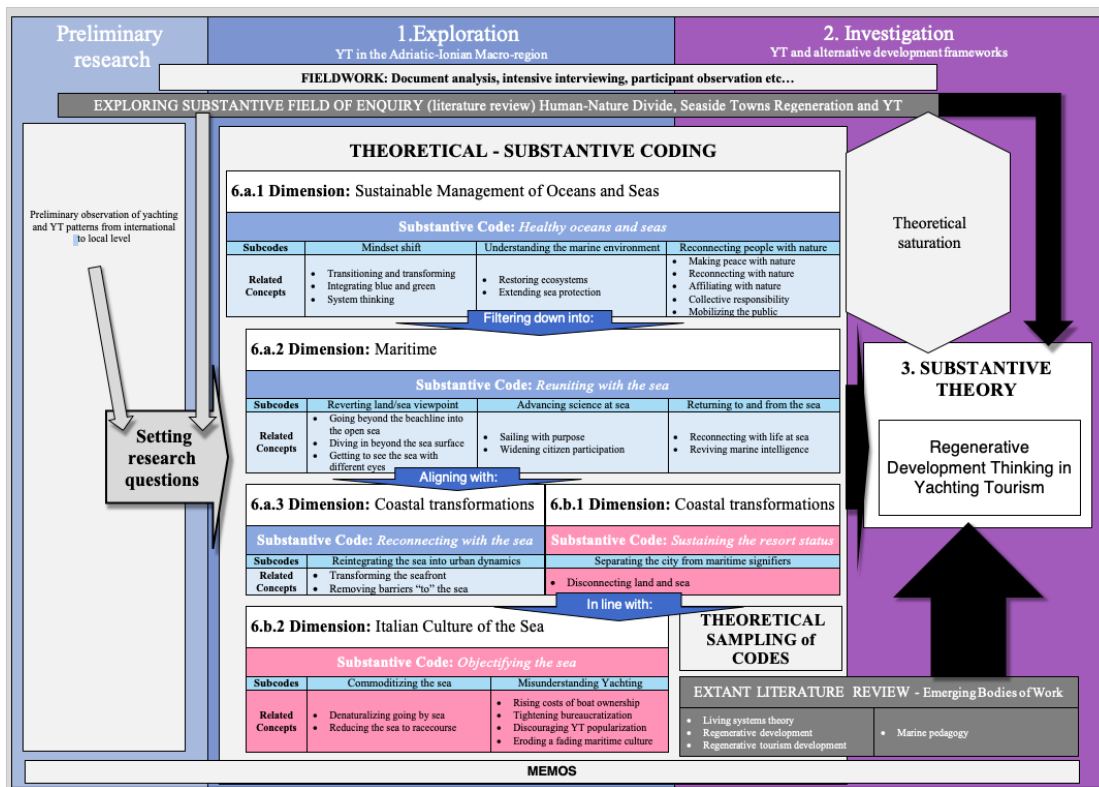 Preliminary
research
1.Exploration
YT in the Adriatic-Ionian Macro-region
2. Investigation
YT and alternative development frameworks
FIELDWORK: Document analysis, intensive interviewing, participant observation etc…
EXPLORING SUBSTANTIVE FIELD OF ENQUIRY (literature review) Human-Nature Divide, Seaside Towns Regeneration and YT
Preliminary observation of yachting
and YT patterns from international
to local level
Setting
research
questions
THEORETICAL - SUBSTANTIVE CODING
6.a.1 Dimension: Sustainable Management of Oceans and Seas
Substantive Code: Healthy oceans and seas
Subcodes
Mindset shift
Understanding the marine environment
Reconnecting people with nature
Related
Concepts
• Transitioning and transforming
• Integrating blue and green
• System thinking
• Restoring ecosystems
• Extending sea protection
• Making peace with nature
• Reconnecting with nature
• Affiliating with nature
• Collective responsibility
• Mobilizing the public
Filtering down into:
6.a.2 Dimension: Maritime
Substantive Code: Reuniting with the sea
Subcodes
Reverting land/sea viewpoint
Advancing science at sea
Returning to and from the sea
Related
Concepts
• Going beyond the beachline into
the open sea
• Diving in beyond the sea surface
• Getting to see the sea with
different eyes
• Sailing with purpose
• Widening citizen participation
• Reconnecting with life at sea
• Reviving marine intelligence
Aligning with:
6.a.3 Dimension: Coastal transformations
Substantive Code: Reconnecting with the sea
Subcodes
Reintegrating the sea into urban dynamics
Related
Concepts
• Transforming the seafront
• Removing barriers “to” the sea
6.b.1 Dimension: Coastal transformations
Substantive Code: Sustaining the resort status
Separating the city from maritime signifiers
• Disconnecting land and sea
In line with:
6.b.2 Dimension: Italian Culture of the Sea
Substantive Code: Objectifying the sea
Subcodes
Commoditizing the sea
Misunderstanding Yachting
Related
Concepts
• Denaturalizing going by sea
• Reducing the sea to racecourse
• Rising costs of boat ownership
• Tightening bureaucratization
• Discouraging YT popularization
• Eroding a fading maritime culture
THEORETICAL
SAMPLING of
CODES
Theoretical
saturation
3. SUBSTANTIVE
THEORY
Regenerative
Development Thinking in
Yachting Tourism
EXTANT LITERATURE REVIEW - Emerging Bodies of Work
• Living systems theory
• Regenerative development
• Regenerative tourism development
• Marine pedagogy
MEMOS